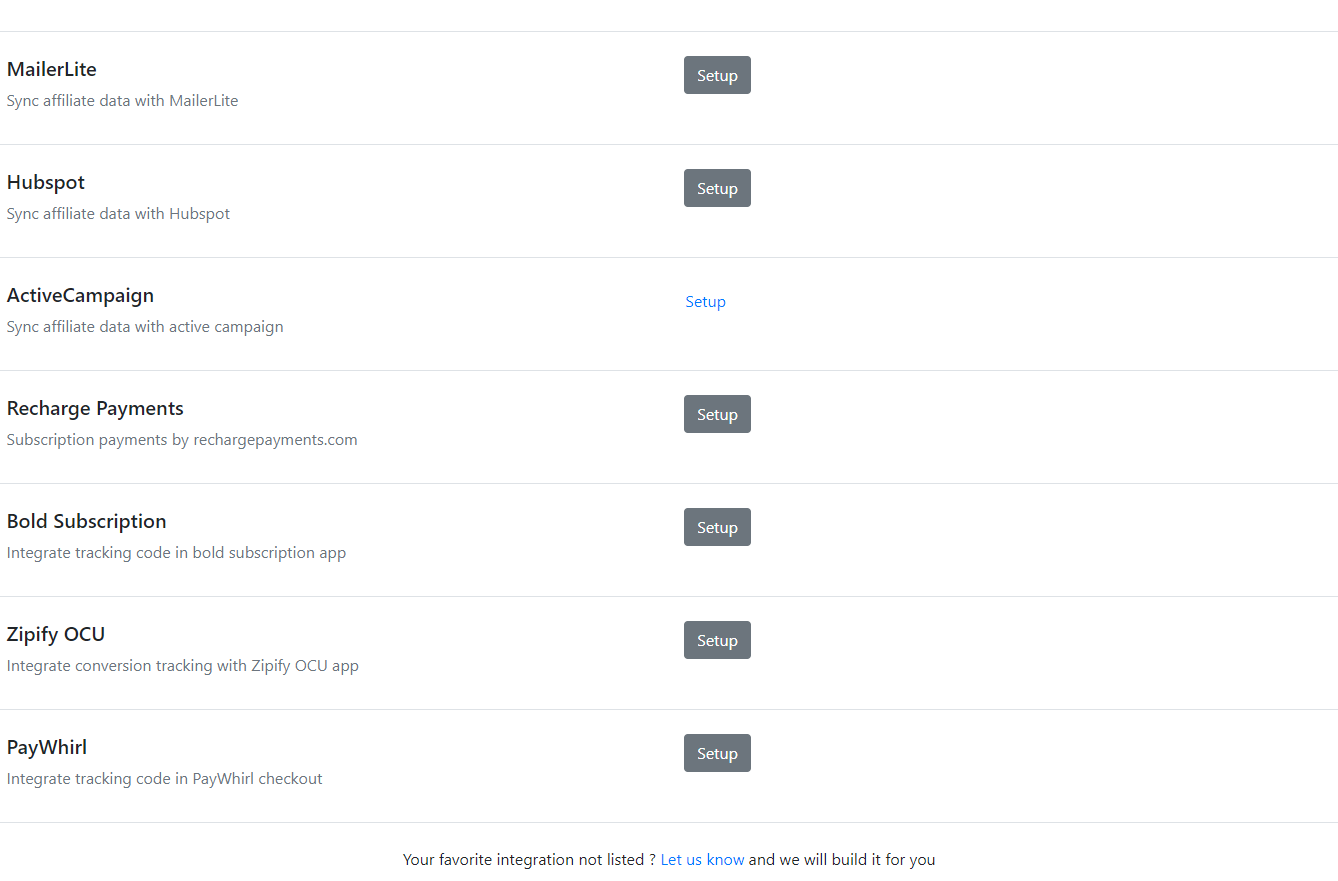 MailerLite
Setup
Sync affiliate data with MailerLite
Hubspot
Setup
Sync affiliate data with Hubspot
ActiveCampaign
Setup
Sync affiliate data with active campaign
Recharge Payments
Setup
Subscription payments by rechargepayments.com
Bold Subscription
Setup
Integrate tracking code in bold subscription app
Zipify OCU
Setup
Integrate conversion tracking with Zipify OCU app
PayWhirl
Setup
Integrate tracking code in PayWhirl checkout
Your favorite integration not listed ? Let us know and we will build it for you